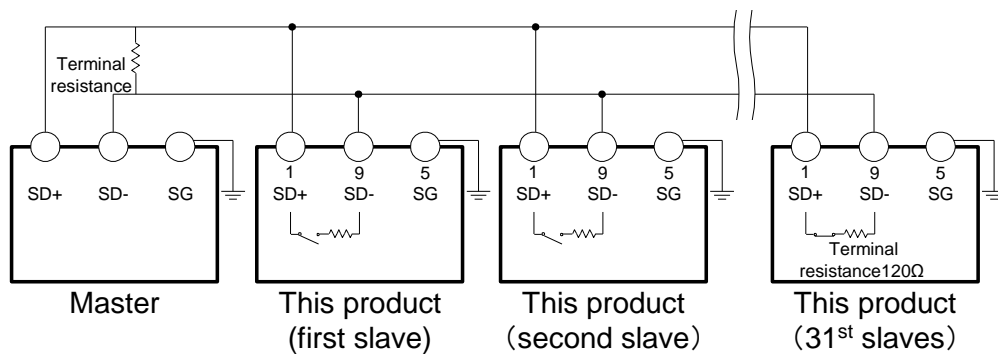 Terminal
resistance
1 9 5 1 9 5 1 9 5
SD+ SD- SG SD+ SD- SG SD+ SD- SG SD+ SD- SG
Terminal
resistance120Ω
Master This product This product This product
(first slave) （second slave） （31st slaves）